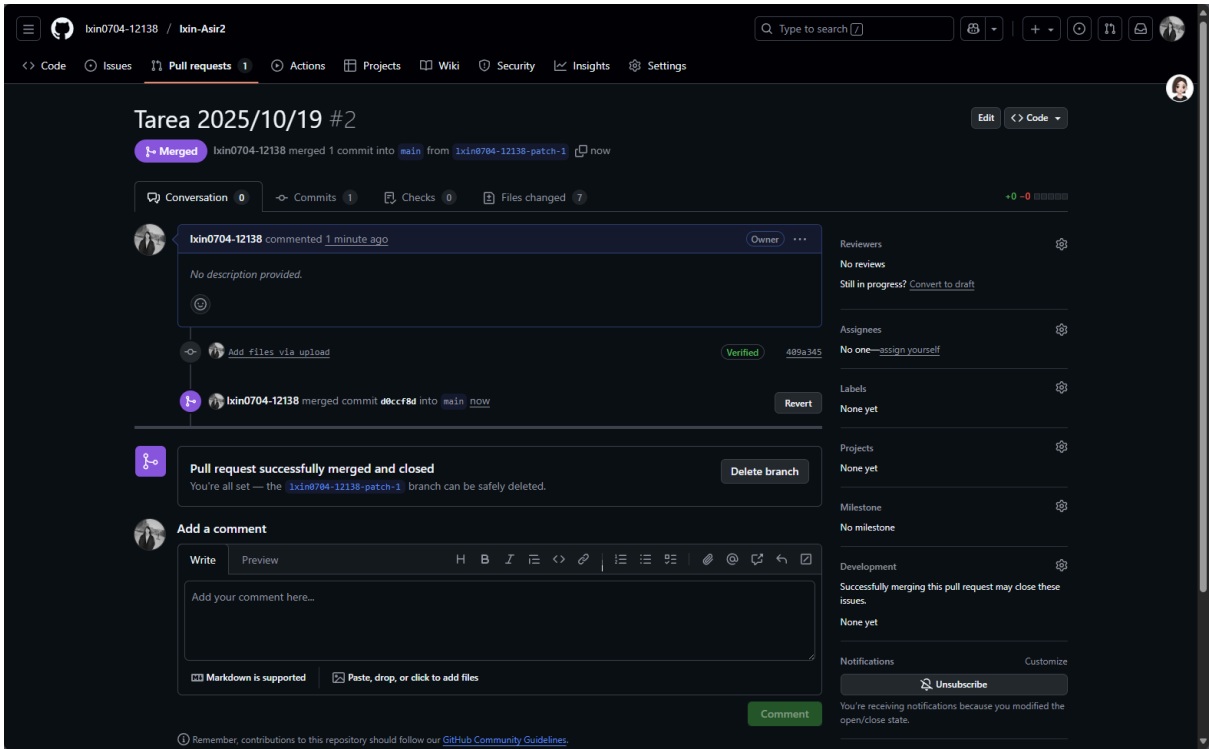 lxin0704-12138 / lxin-Asir2
Type to search /
Code Issues Pull requests 1 Actions Projects Wiki Security Insights Settings
Tarea 2025/10/19 #2
Edit <> Code
Merged lxin0704-12138 merged 1 commit into main from lxin0704-12138-patch-1 now
Conversation 0 Commits 1 Checks 0 Files changed 7
+0 −0
lxin0704-12138 commented 1 minute ago Owner
No description provided.
Add files via upload Verified 409a345
lxin0704-12138 merged commit d0ccf8d into main now Revert
Pull request successfully merged and closed
You're all set — the lxin0704-12138-patch-1 branch can be safely deleted.
Delete branch
Add a comment
Write Preview
H B I
Add your comment here...
Markdown is supported Paste, drop, or click to add files
Comment
Remember, contributions to this repository should follow our GitHub Community Guidelines.
Reviewers
No reviews
Still in progress? Convert to draft
Assignees
No one—assign yourself
Labels
None yet
Projects
None yet
Milestone
No milestone
Development
Successfully merging this pull request may close these
issues.
None yet
Notifications Customize
Unsubscribe
You're receiving notifications because you modified the
open/close state.